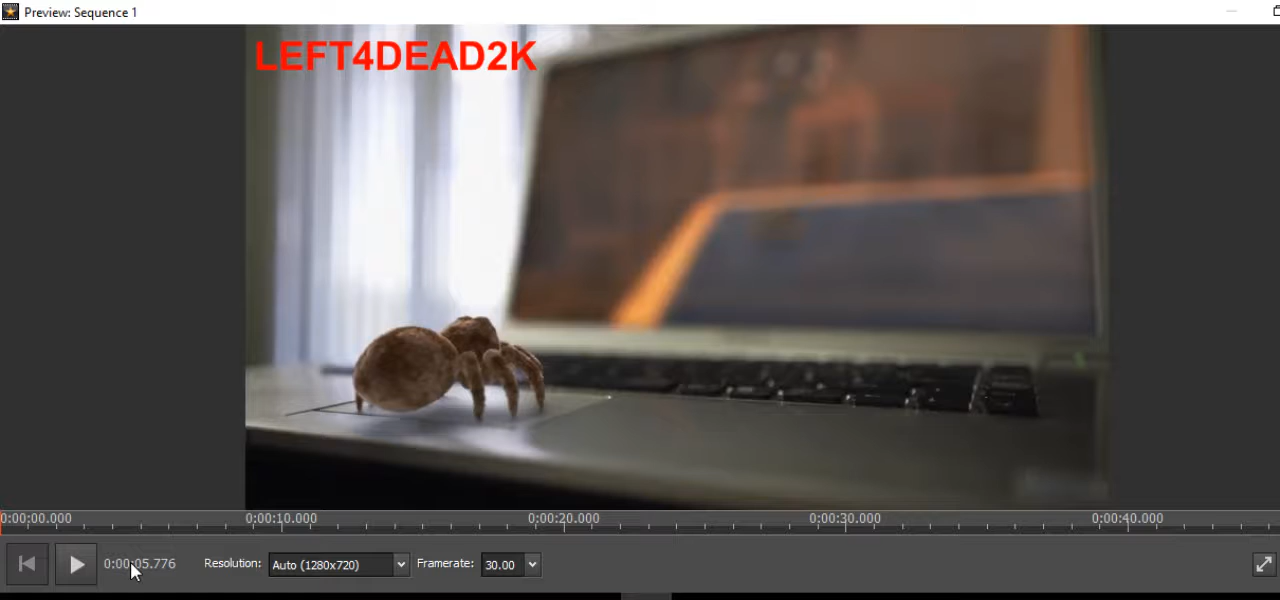 Preview: Sequence 1
LEFT4DEAD2K
0:00:00.000 0:00:10.000 0:00:20.000 0:00:30.000 0:00:40.000
0:00:05.776 Resolution: Auto (1280x720) Framerate: 30.00